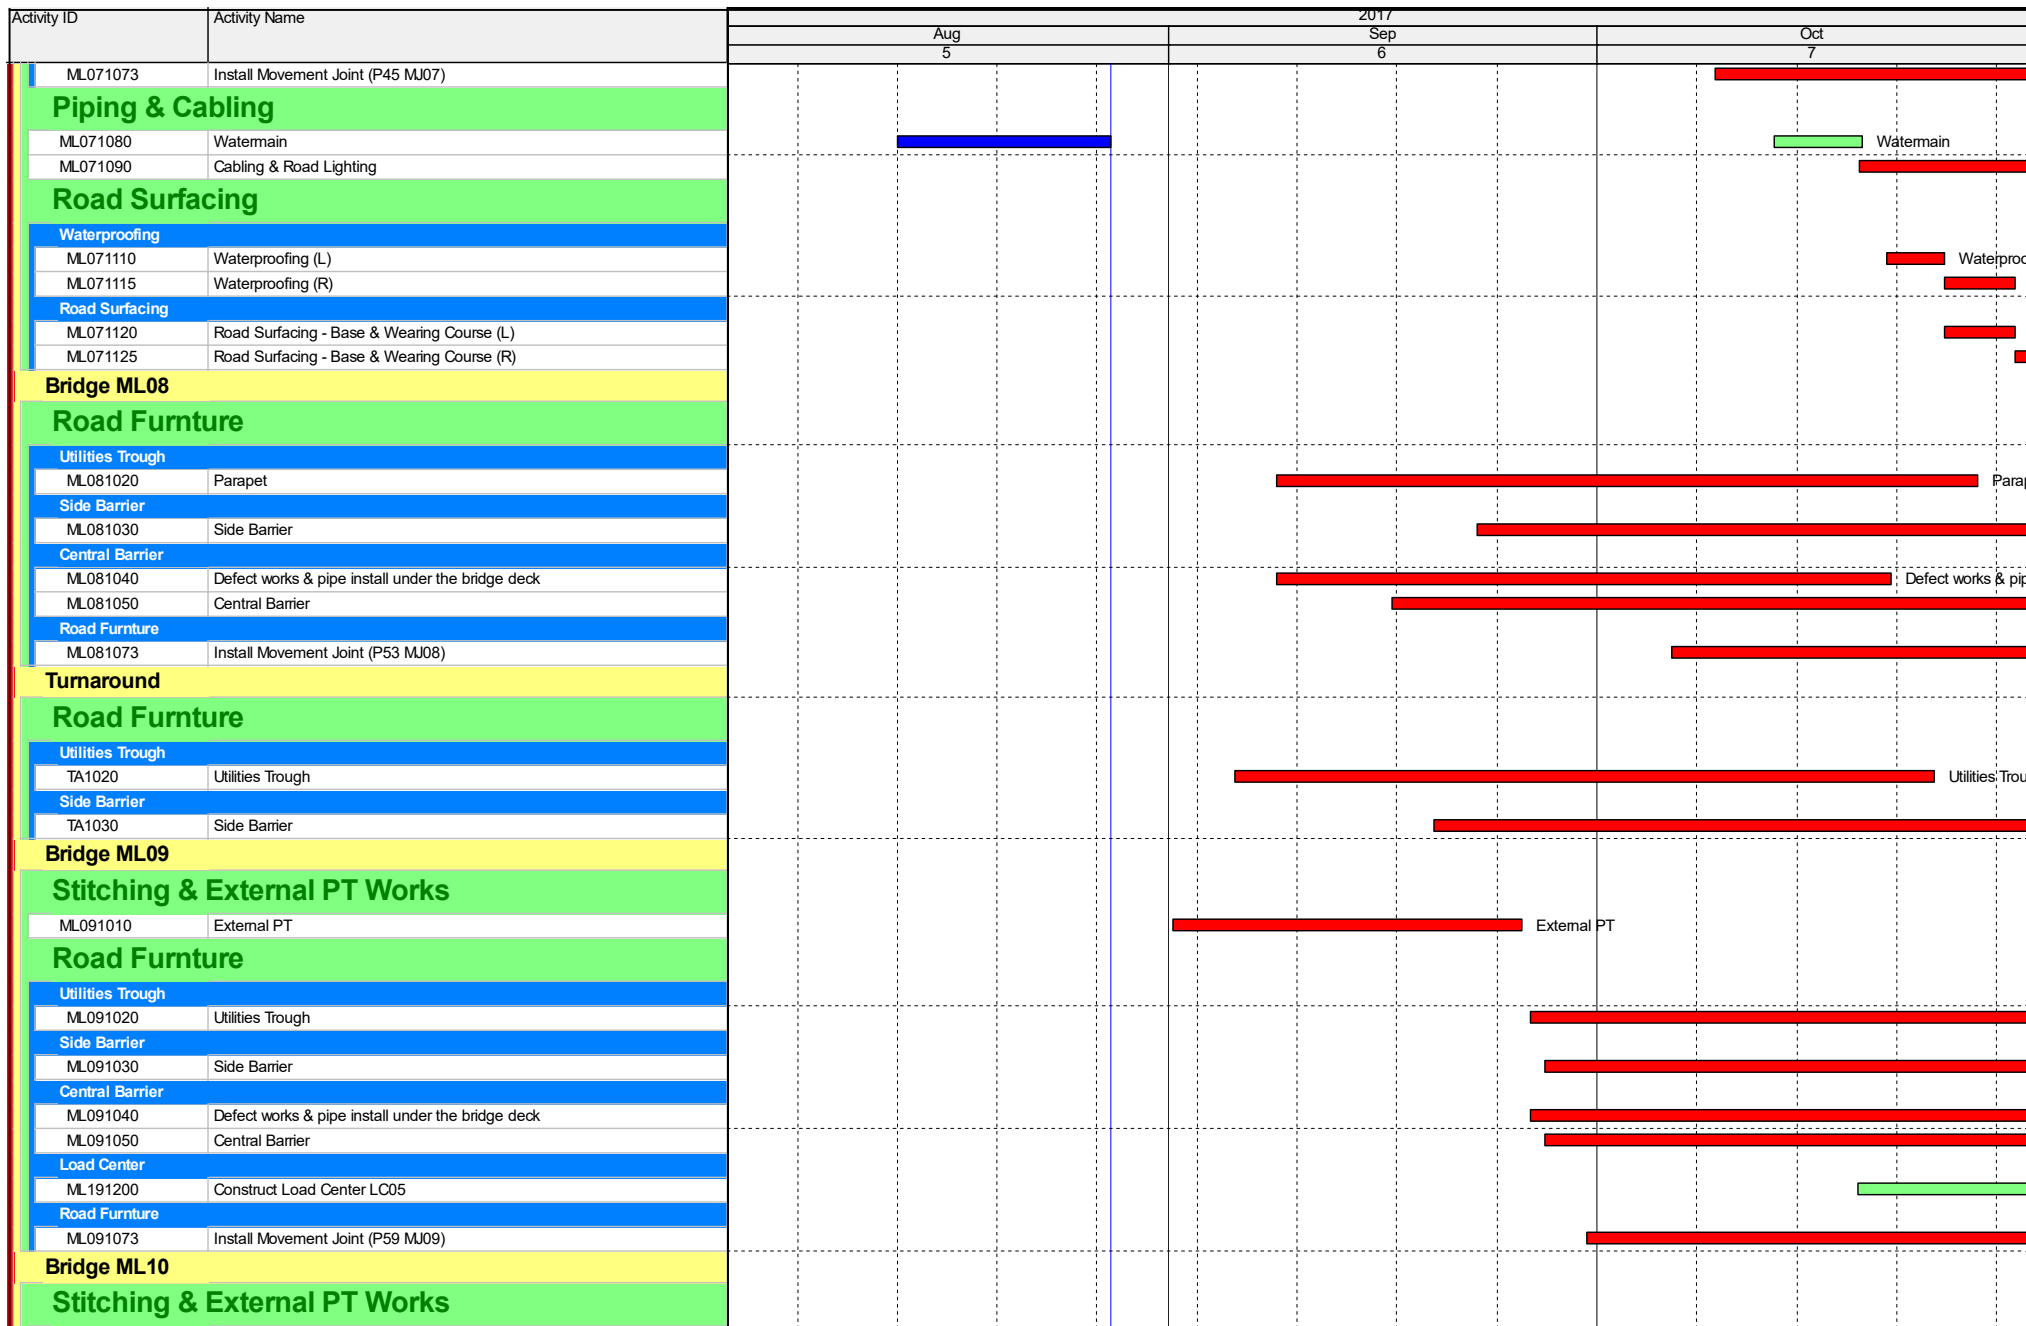 Activity ID Activity Name 2017
Aug Sep Oct
5 6 7
ML071073 Install Movement Joint (P45 MJ07)
Piping & Cabling
ML071080 Watermain Watermain
ML071090 Cabling & Road Lighting
Road Surfacing
Waterproofing
ML071110 Waterproofing (L) Waterproo
ML071115 Waterproofing (R)
Road Surfacing
ML071120 Road Surfacing - Base & Wearing Course (L)
ML071125 Road Surfacing - Base & Wearing Course (R)
Bridge ML08
Road Furnture
Utilities Trough
ML081020 Parapet Parap
Side Barrier
ML081030 Side Barrier
Central Barrier
ML081040 Defect works & pipe install under the bridge deck Defect works & pip
ML081050 Central Barrier
Road Furnture
ML081073 Install Movement Joint (P53 MJ08)
Turnaround
Road Furnture
Utilities Trough
TA1020 Utilities Trough Utilities Trou
Side Barrier
TA1030 Side Barrier
Bridge ML09
Stitching & External PT Works
ML091010 External PT External PT
Road Furnture
Utilities Trough
ML091020 Utilities Trough
Side Barrier
ML091030 Side Barrier
Central Barrier
ML091040 Defect works & pipe install under the bridge deck
ML091050 Central Barrier
Load Center
ML191200 Construct Load Center LC05
Road Furnture
ML091073 Install Movement Joint (P59 MJ09)
Bridge ML10
Stitching & External PT Works